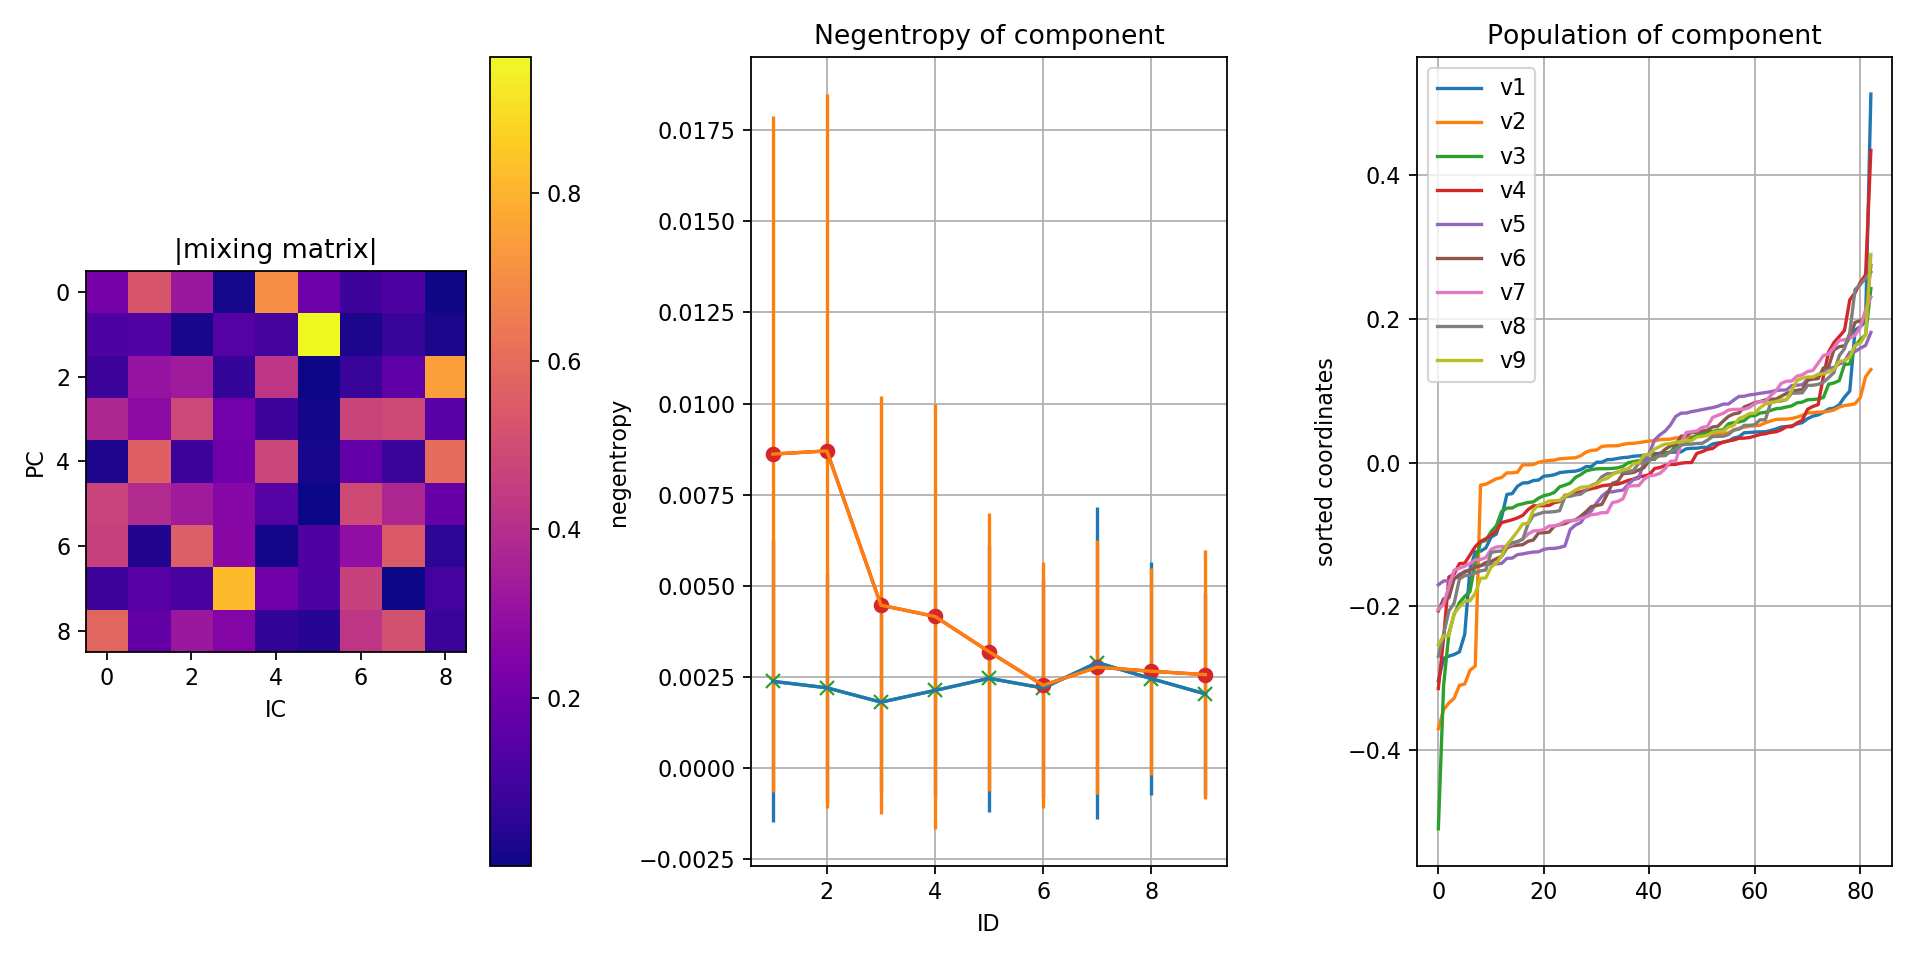 |mixing matrix|
0
2
4
6
8
PC
0
2
4
6
8
IC
0.8
0.6
0.4
0.2
Negentropy of component
0.0175
0.0150
0.0125
0.0100
0.0075
0.0050
0.0025
0.0000
−0.0025
negentropy
2
4
6
8
ID
Population of component
v1
v2
v3
v4
v5
v6
v7
v8
v9
0.4
0.2
0.0
−0.2
−0.4
sorted coordinates
0
20
40
60
80